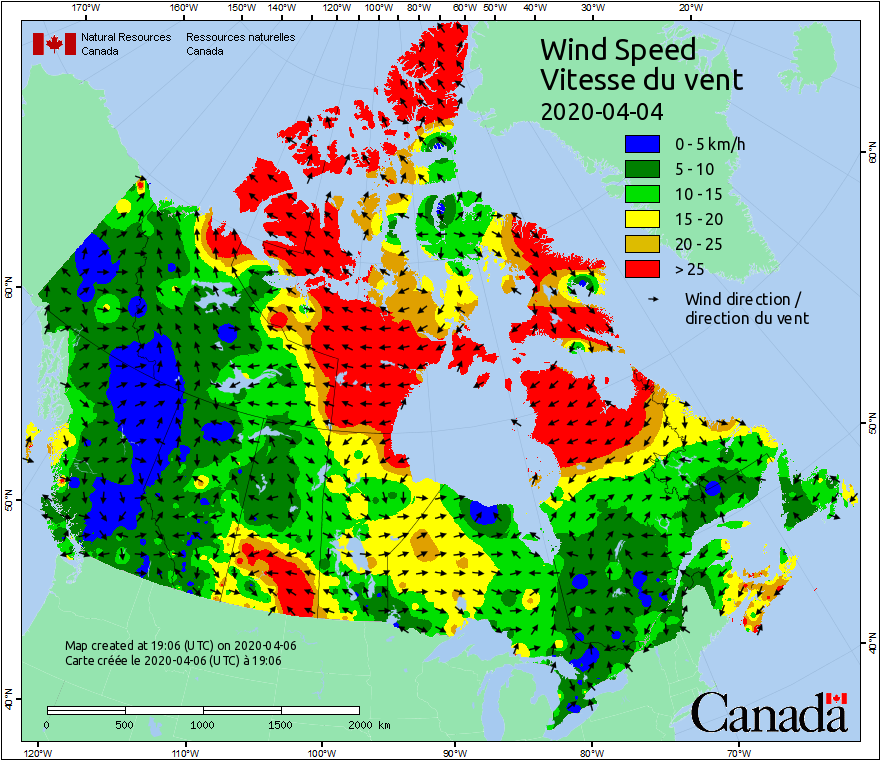 170°W 160°W 150°W 140°W 130°W 120°W 110°W 100°W 90°W 80°W 70°W 60°W 50°W 40°W 30°W 20°W
Natural Resources Ressources naturelles
Canada Canada
Wind Speed
Vitesse du vent
2020-04-04
0 - 5 km/h
5 - 10
10 - 15
15 - 20
20 - 25
> 25
Wind direction /
direction du vent
60°N
60°N
50°N
50°N
40°N
40°N
Map created at 19:06 (UTC) on 2020-04-06
Carte créée le 2020-04-06 (UTC) à 19:06
0 500 1000 1500 2000 km
Canada
120°W 110°W 100°W 90°W 80°W 70°W